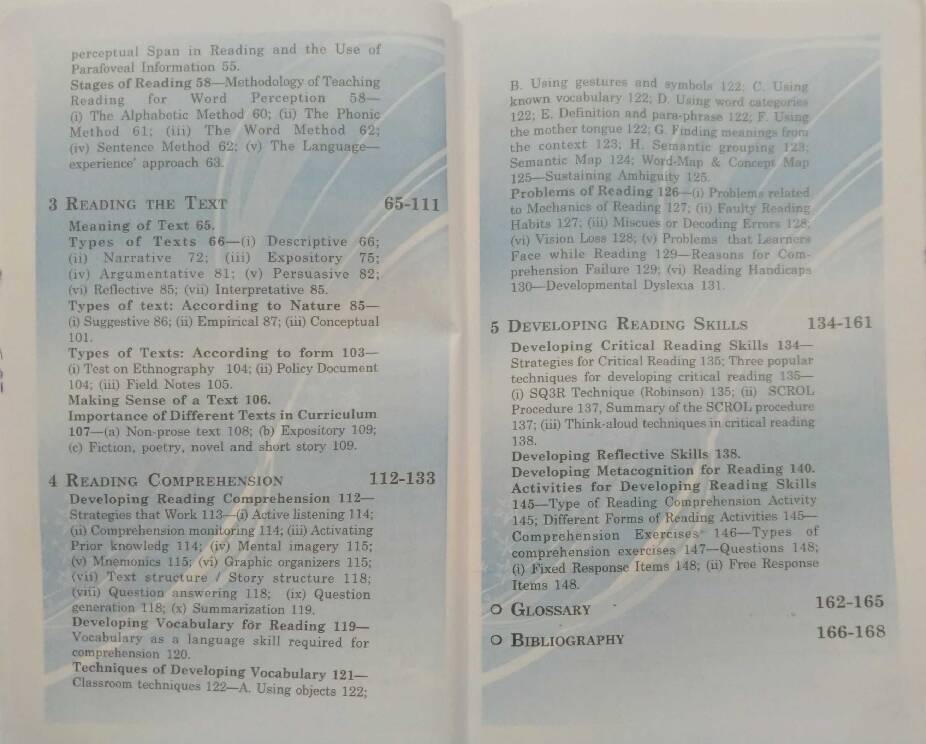 perceptual Span in Reading and the Use of
Parafoveal Information 55.
Stages of Reading 58—Methodology of Teaching
Reading for Word Perception 58—
(i) The Alphabetic Method 60; (ii) The Phonic
Method 61; (iii) The Word Method 62;
(iv) Sentence Method 62; (v) The Language—
experience' approach 63.
3 READING THE TEXT 65-111
Meaning of Text 65.
Types of Texts 66—(i) Descriptive 66;
(ii) Narrative 72; (iii) Expository 75;
(iv) Argumentative 81; (v) Persuasive 82;
(vi) Reflective 85; (vii) Interpretative 85.
Types of text: According to Nature 85—
(i) Suggestive 86; (ii) Empirical 87; (iii) Conceptual
101.
Types of Texts: According to form 103—
(i) Test on Ethnography 104; (ii) Policy Document
104; (iii) Field Notes 105.
Making Sense of a Text 106.
Importance of Different Texts in Curriculum
107—(a) Non-prose text 108; (b) Expository 109;
(c) Fiction, poetry, novel and short story 109.
4 READING COMPREHENSION 112-133
Developing Reading Comprehension 112—
Strategies that Work 113—(i) Active listening 114;
(ii) Comprehension monitoring 114; (iii) Activating
Prior knowledg 114; (iv) Mental imagery 115;
(v) Mnemonics 115; (vi) Graphic organizers 115;
(vii) Text structure / Story structure 118;
(viii) Question answering 118; (ix) Question
generation 118; (x) Summarization 119.
Developing Vocabulary for Reading 119—
Vocabulary as a language skill required for
comprehension 120.
Techniques of Developing Vocabulary 121—
Classroom techniques 122—A. Using objects 122;
B. Using gestures and symbols 122; C. Using
known vocabulary 122; D. Using word categories
122; E. Definition and para-phrase 122; F. Using
the mother tongue 122; G. Finding meanings from
the context 123; H. Semantic grouping 123;
Semantic Map 124; Word-Map & Concept Map
125—Sustaining Ambiguity 125.
Problems of Reading 126—(i) Problems related
to Mechanics of Reading 127; (ii) Faulty Reading
Habits 127; (iii) Miscues or Decoding Errors 128;
(vi) Vision Loss 128; (v) Problems that Learners
Face while Reading 129—Reasons for Com-
prehension Failure 129; (vi) Reading Handicaps
130—Developmental Dyslexia 131.
5 DEVELOPING READING SKILLS 134-161
Developing Critical Reading Skills 134—
Strategies for Critical Reading 135; Three popular
techniques for developing critical reading 135—
(i) SQ3R Technique (Robinson) 135; (ii) SCROL
Procedure 137, Summary of the SCROL procedure
137; (iii) Think-aloud techniques in critical reading
138.
Developing Reflective Skills 138.
Developing Metacognition for Reading 140.
Activities for Developing Reading Skills
145—Type of Reading Comprehension Activity
145; Different Forms of Reading Activities 145—
Comprehension Exercises 146—Types of
comprehension exercises 147—Questions 148;
(i) Fixed Response Items 148; (ii) Free Response
Items 148.
GLOSSARY 162-165
BIBLIOGRAPHY 166-168